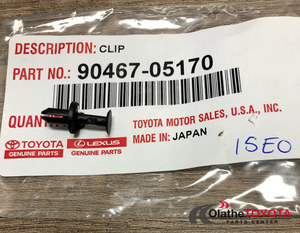 DESCRIPTION: CLIP
PART NO.: 90467-05170
QUANT
TOYOTA MOTOR SALES, U.S.A., INC.
TOYOTA LEXUS
GENUINE PARTS GENUINE PARTS
MADE IN: JAPAN
ISEO
OlatheTOYOTA
PARTS CENTER